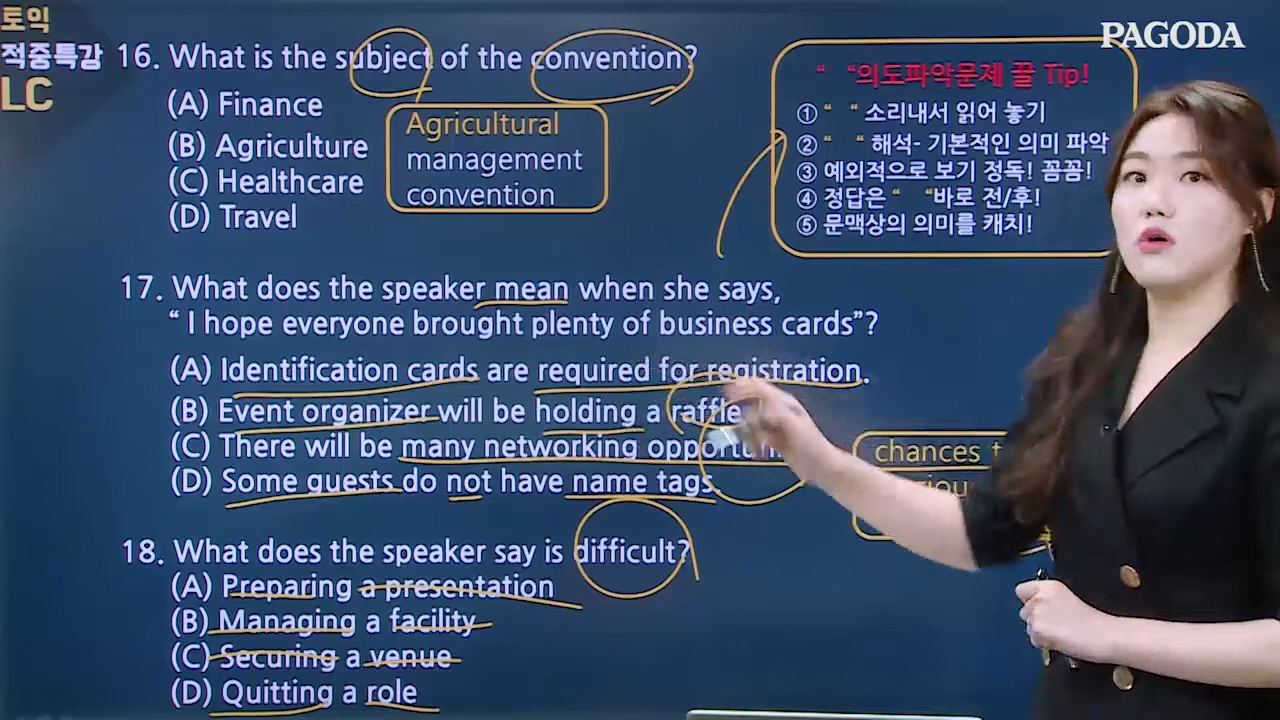 토익
적중특강
LC
PAGODA
16. What is the subject of the convention?
(A) Finance
(B) Agriculture
(C) Healthcare
(D) Travel
Agricultural
management
convention
“ “의도파악문제 꿀 Tip!
① “ “ 소리내서 읽어 놓기
② “ “ 해석- 기본적인 의미 파악
③ 예외적으로 보기 정독! 꼼꼼!
④ 정답은 “ “바로 전/후!
⑤ 문맥상의 의미를 캐치!
17. What does the speaker mean when she says,
“ I hope everyone brought plenty of business cards”?
(A) Identification cards are required for registration.
(B) Event organizer will be holding a raffle
(C) There will be many networking
(D) Some guests do not have name tags
chances
18. What does the speaker say is difficult?
(A) Preparing a presentation
(B) Managing a facility
(C) Securing a venue
(D) Quitting a role